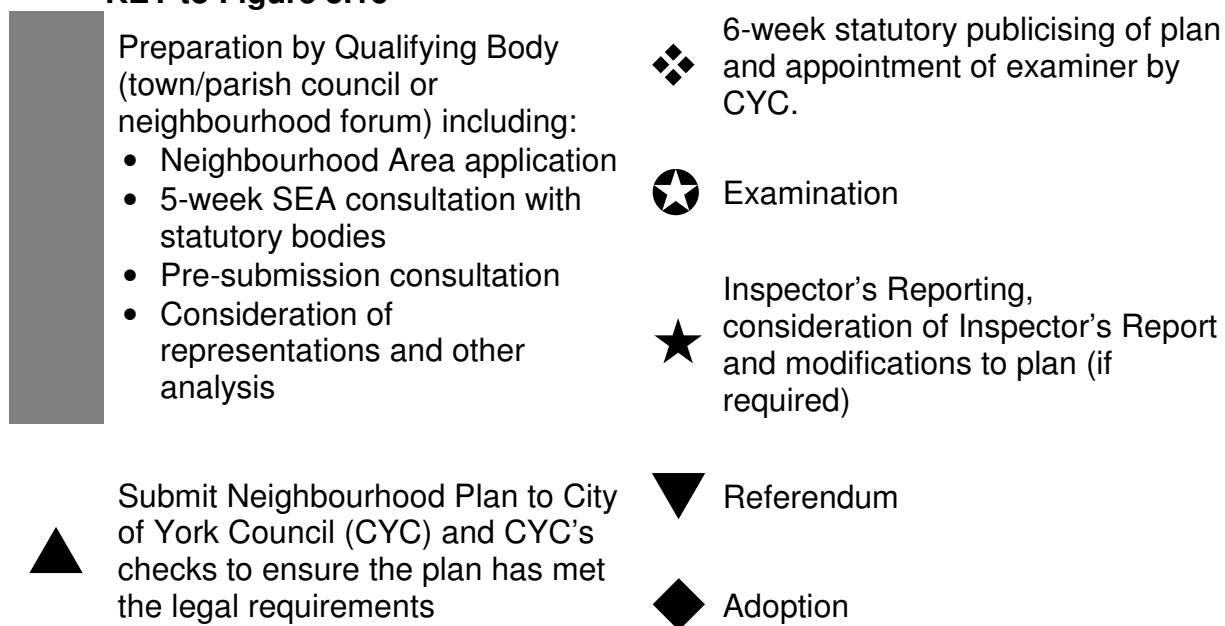 Preparation by Qualifying Body
(town/parish council or
neighbourhood forum) including:
• Neighbourhood Area application
• 5-week SEA consultation with
statutory bodies
• Pre-submission consultation
• Consideration of
representations and other
analysis
Submit Neighbourhood Plan to City
of York Council (CYC) and CYC’s
checks to ensure the plan has met
the legal requirements
6-week statutory publicising of plan
and appointment of examiner by
CYC.
Examination
Inspector’s Reporting,
consideration of Inspector’s Report
and modifications to plan (if
required)
Referendum
Adoption